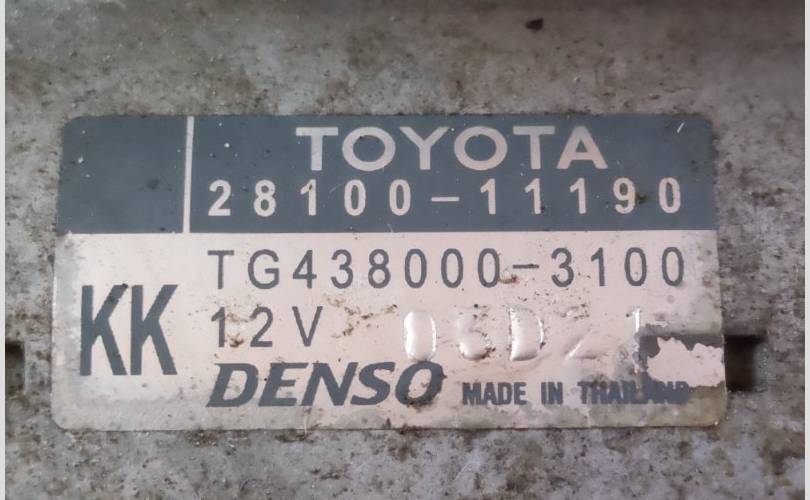 TOYOTA
28100-11190
TG438000-3100
KK
12V
DENSO MADE IN THAILAND